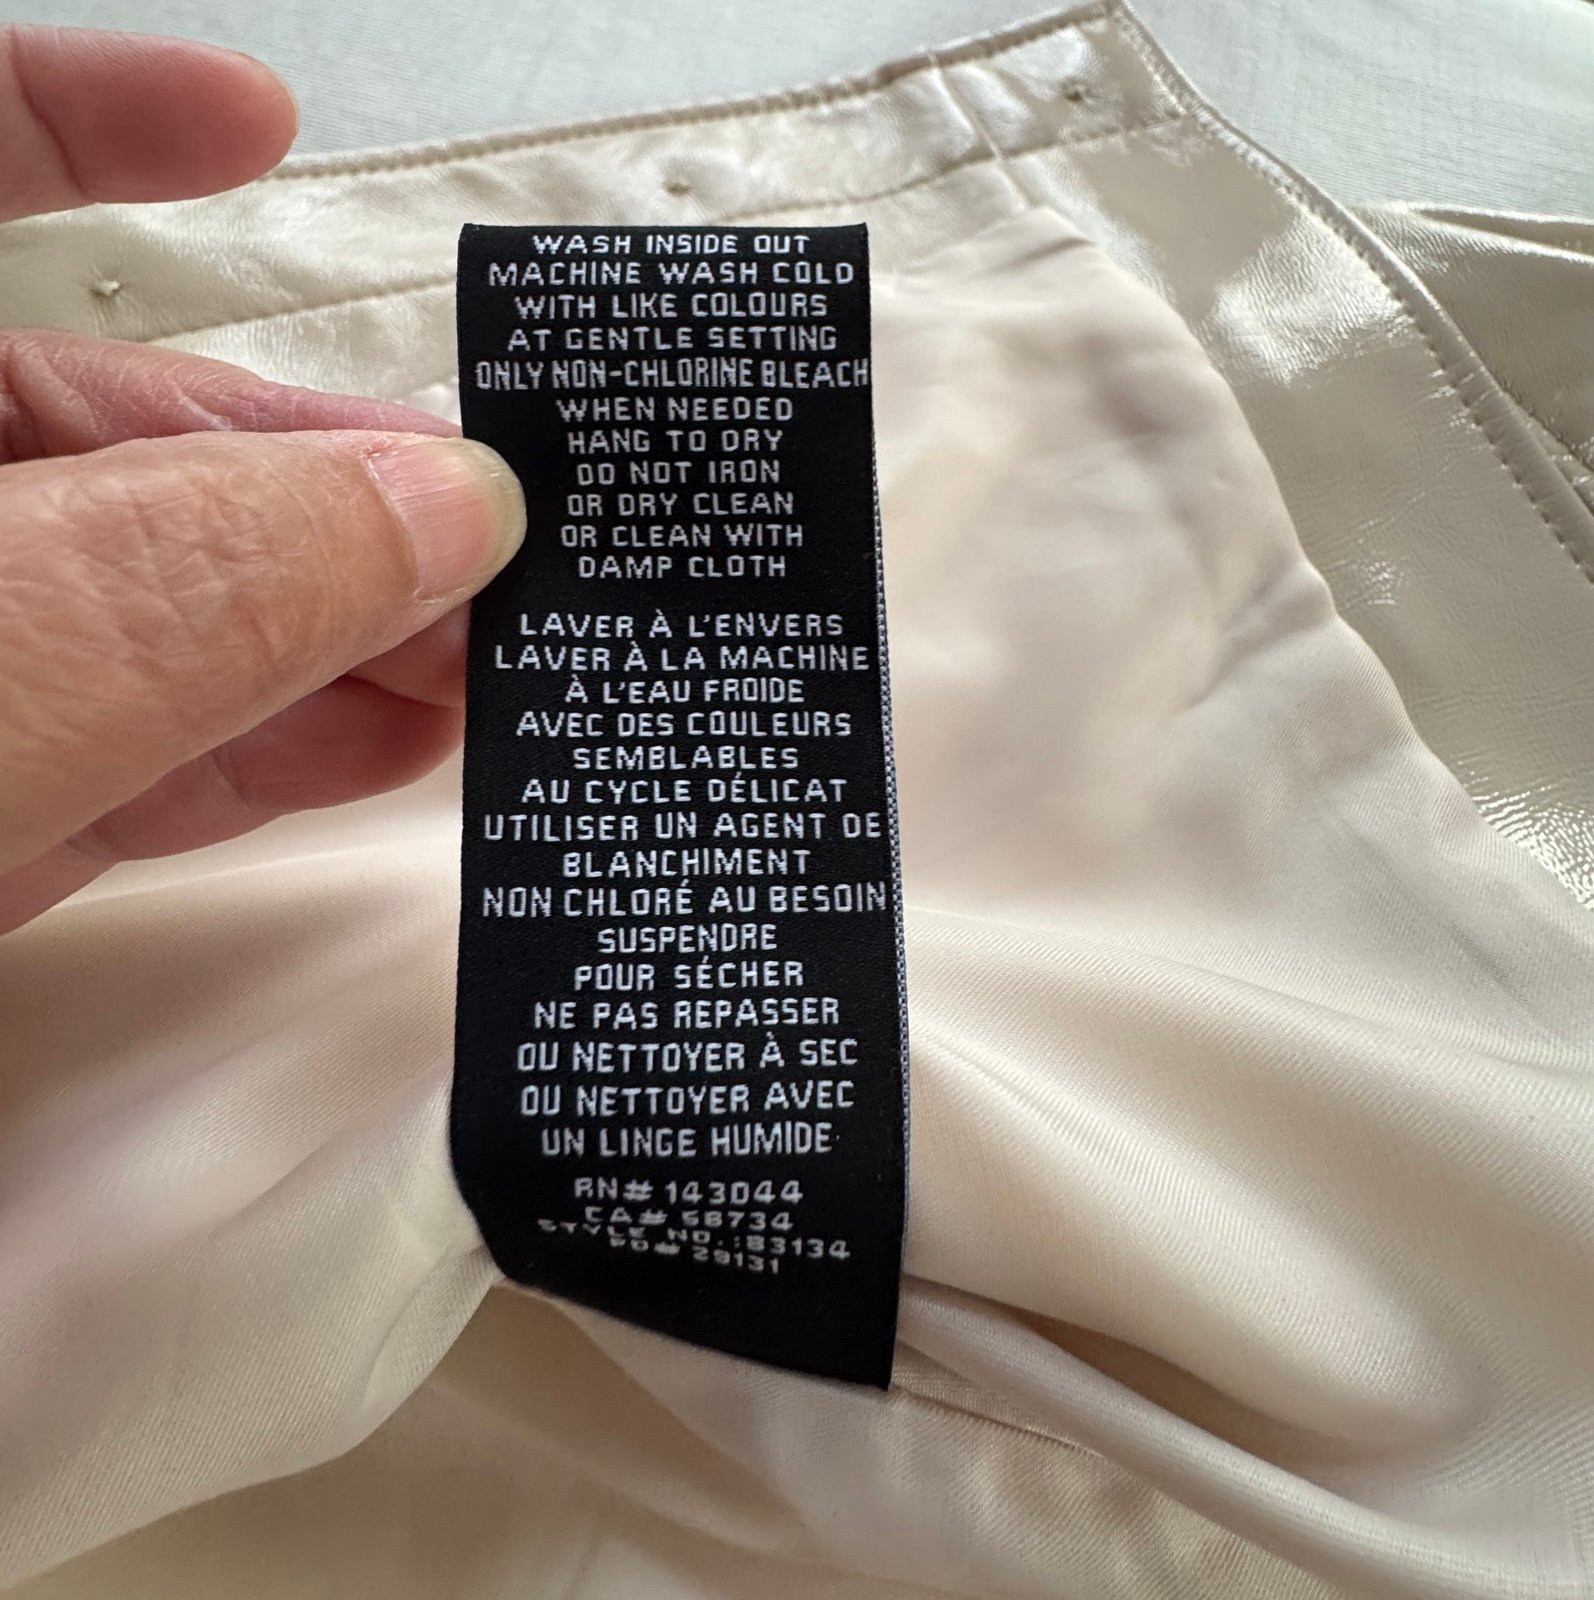 WASH INSIDE OUT
MACHINE WASH COLD
WITH LIKE COLOURS
AT GENTLE SETTING
ONLY NON-CHLORINE BLEACH
WHEN NEEDED
HANG TO DRY
DO NOT IRON
OR DRY CLEAN
OR CLEAN WITH
DAMP CLOTH
LAVER À L'ENVERS
LAVER À LA MACHINE
À L'EAU FROIDE
AVEC DES COULEURS
SEMBLABLES
AU CYCLE DÉLICAT
UTILISER UN AGENT DE
BLANCHIMENT
NON CHLORÉ AU BESOIN
SUSPENDRE
POUR SÉCHER
NE PAS REPASSER
OU NETTOYER À SEC
OU NETTOYER AVEC
UN LINGE HUMIDE
RN# 143044
CA# 58734
STYLE NO.:83134
PO# 29131